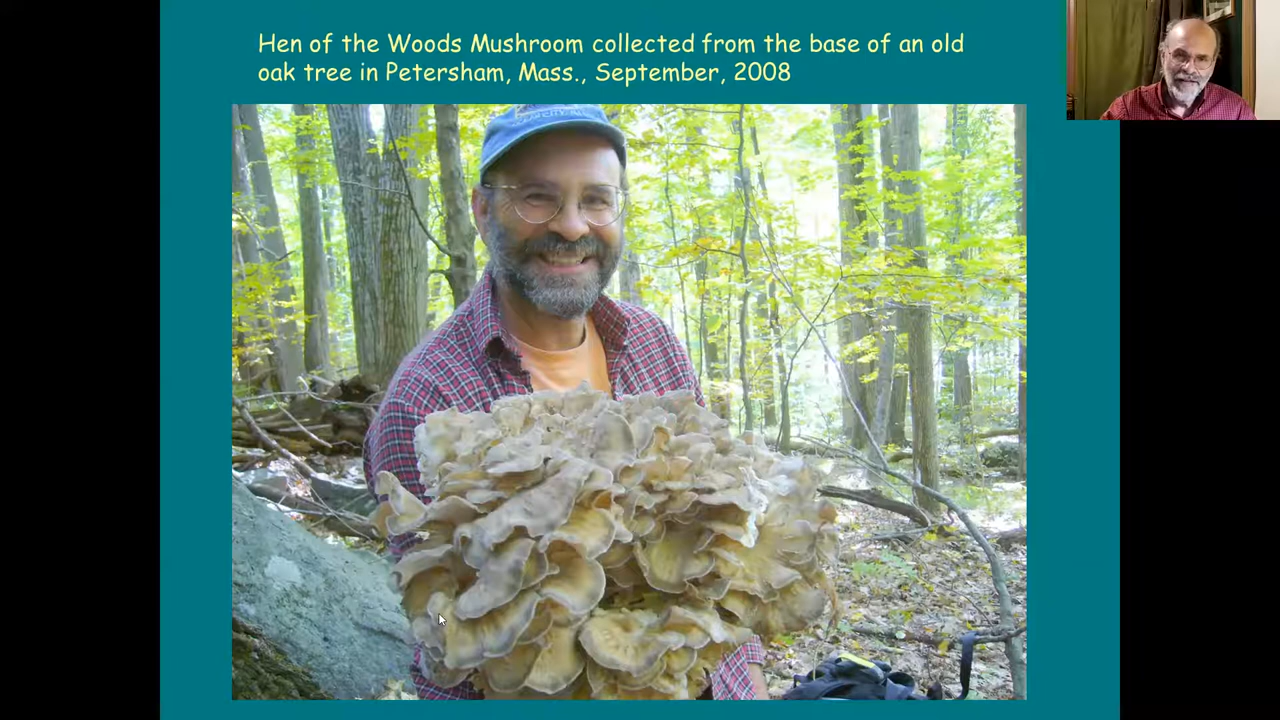 Hen of the Woods Mushroom collected from the base of an old
oak tree in Petersham, Mass., September, 2008